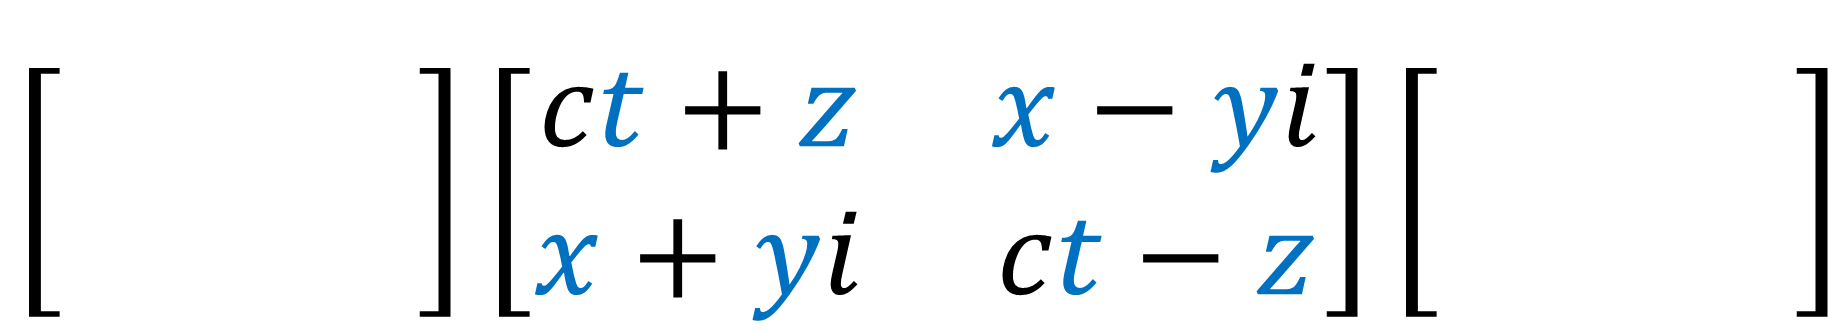 [ ] [ct + z x − yi] [ ]
[x + yi ct − z]